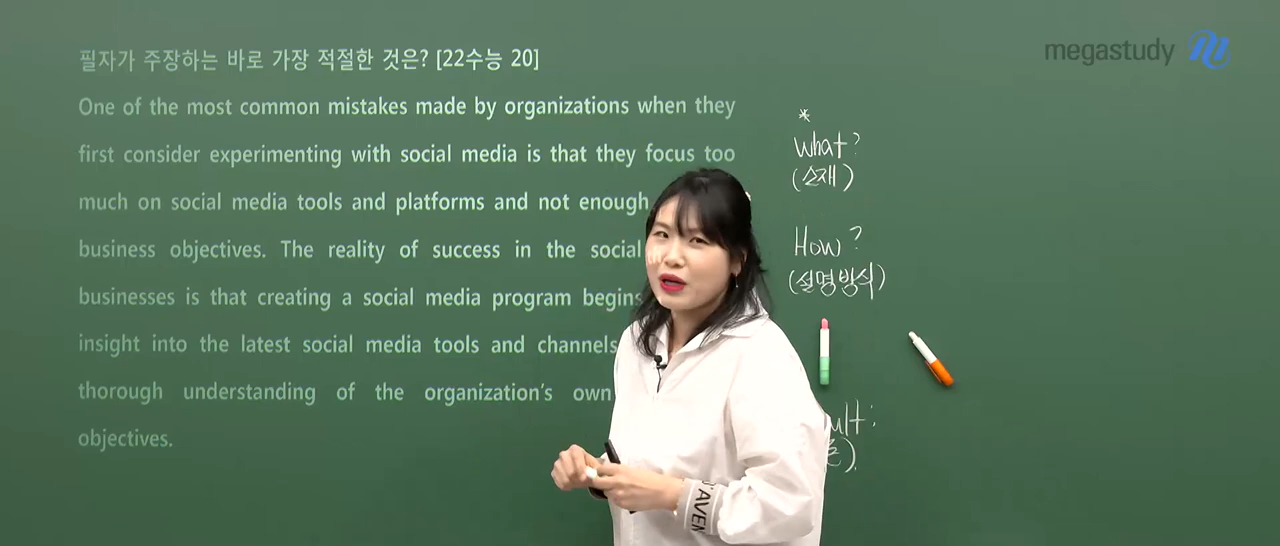 필자가 주장하는 바로 가장 적절한 것은? [22수능 20]
One of the most common mistakes made by organizations when they
first consider experimenting with social media is that they focus too
much on social media tools and platforms and not enough
business objectives. The reality of success in the social
businesses is that creating a social media program begins
insight into the latest social media tools and channels
thorough understanding of the organization's own
objectives.
megastudy
*
What?
(소재)
How?
(설명방식)